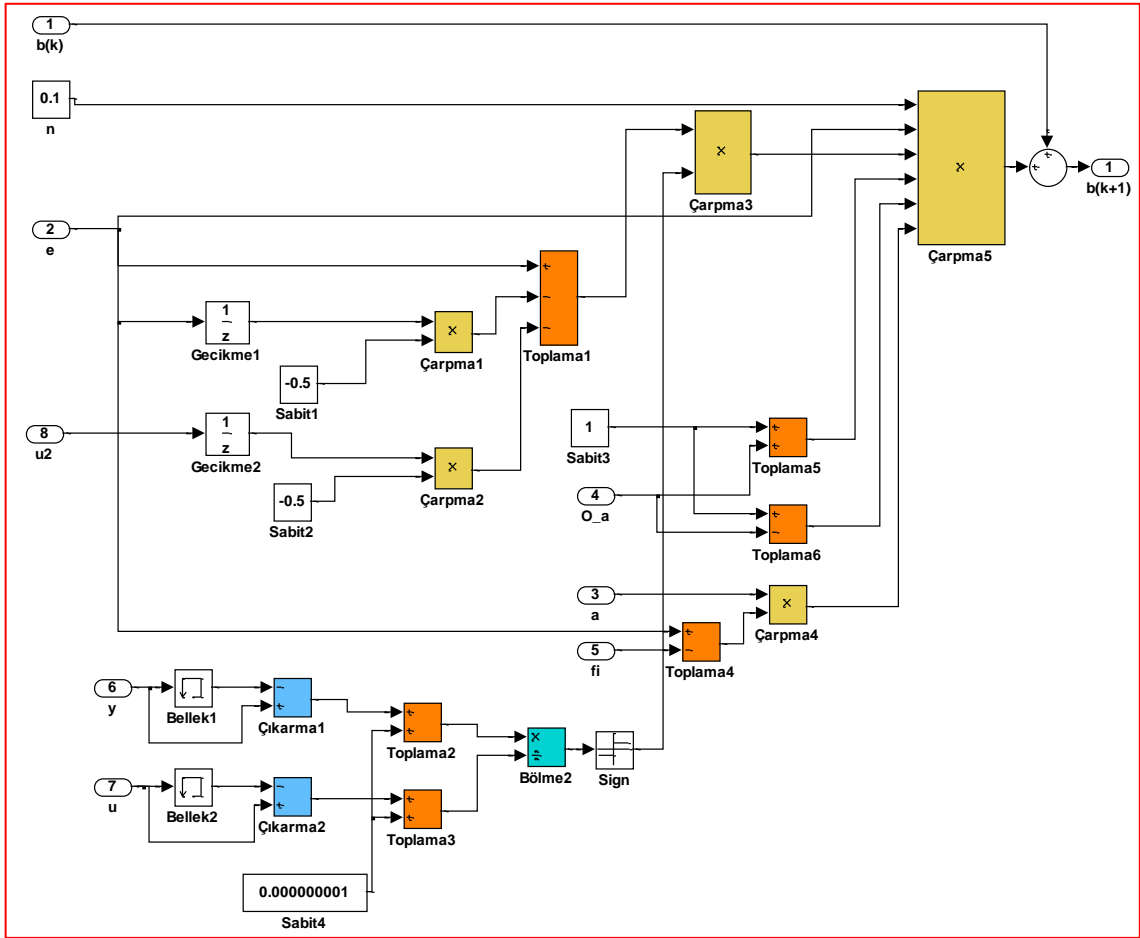 1
b(k)
0.1
n
×
Çarpma3
×
Çarpma5
+
+
1
b(k+1)
2
e
+
−
−
Toplama1
1
z
Gecikme1
×
Çarpma1
-0.5
Sabit1
8
u2
1
z
Gecikme2
×
Çarpma2
-0.5
Sabit2
1
Sabit3
+
+
Toplama5
4
O_a
+
−
Toplama6
3
a
×
Çarpma4
5
fi
+
−
Toplama4
6
y
Bellek1
−
+
Çıkarma1
+
+
Toplama2
×
÷
Bölme2
Sign
7
u
Bellek2
−
+
Çıkarma2
+
+
Toplama3
0.000000001
Sabit4